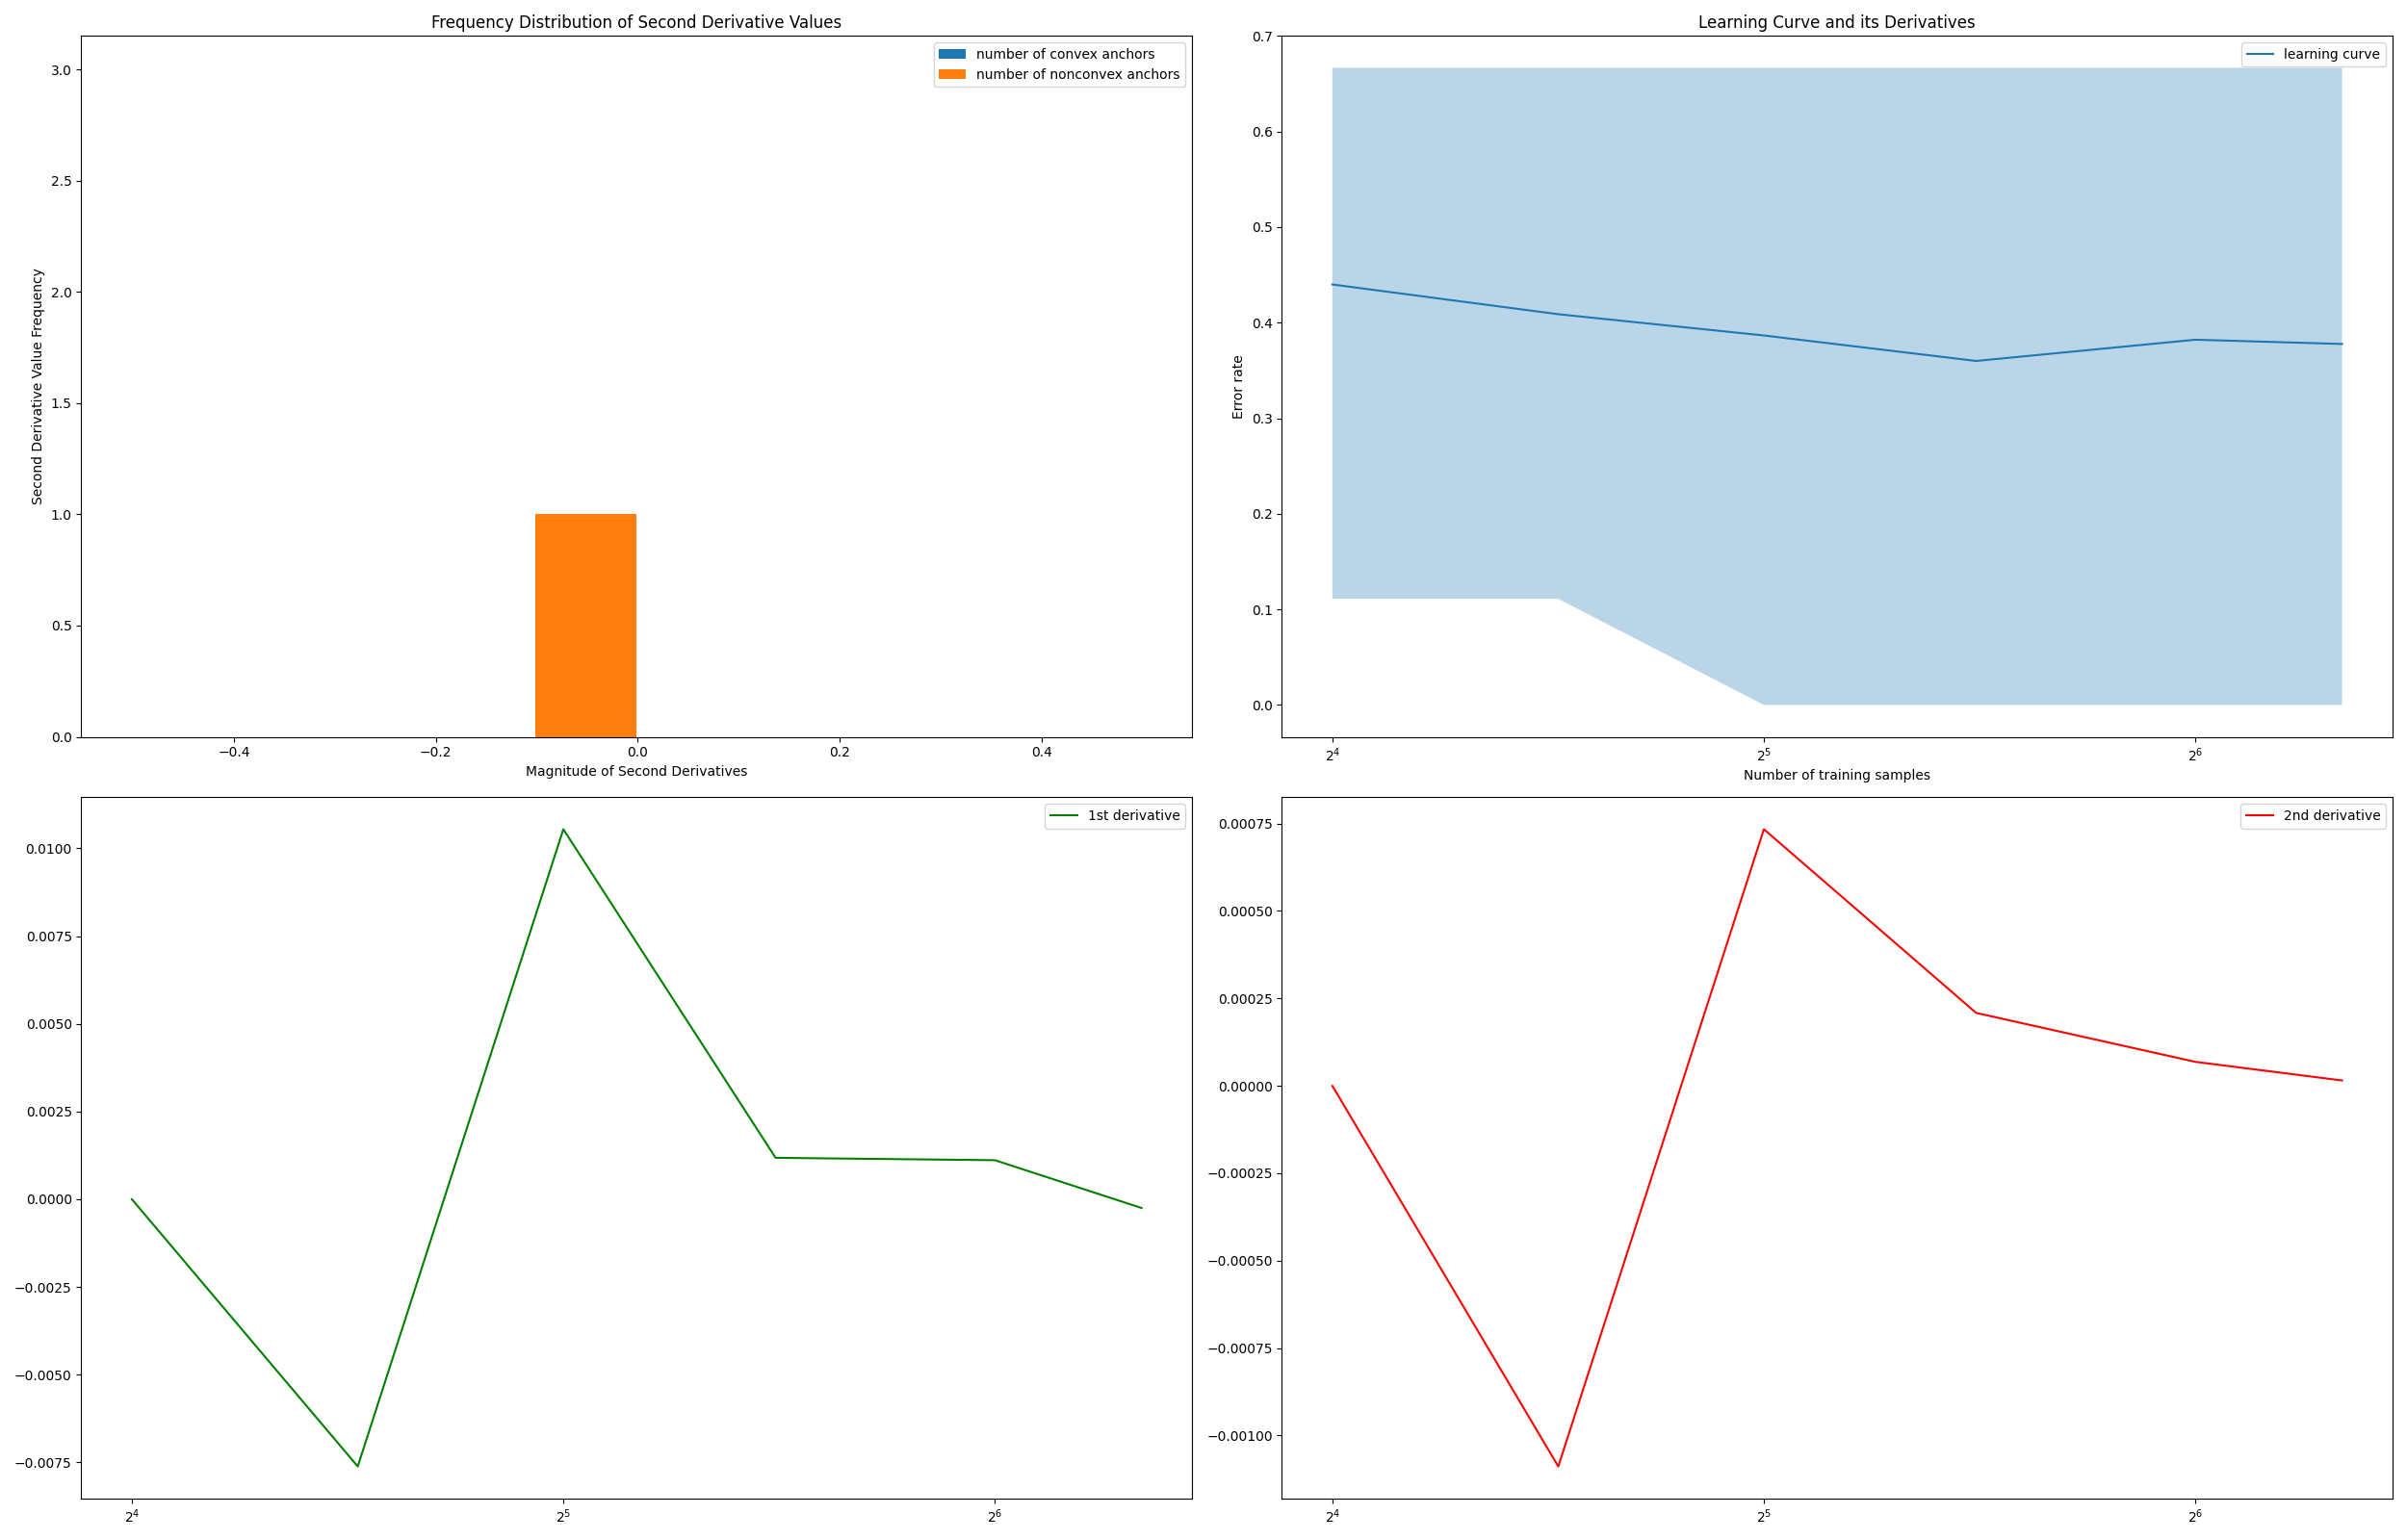 Frequency Distribution of Second Derivative Values
number of convex anchors
number of nonconvex anchors
3.0
2.5
2.0
1.5
1.0
0.5
0.0
Second Derivative Value Frequency
−0.4 −0.2 0.0 0.2 0.4
Magnitude of Second Derivatives
Learning Curve and its Derivatives
learning curve
0.7
0.6
0.5
0.4
0.3
0.2
0.1
0.0
Error rate
2⁴ 2⁵ 2⁶
Number of training samples
1st derivative
0.0100
0.0075
0.0050
0.0025
0.0000
−0.0025
−0.0050
−0.0075
2⁴ 2⁵ 2⁶
2nd derivative
0.00075
0.00050
0.00025
0.00000
−0.00025
−0.00050
−0.00075
−0.00100
2⁴ 2⁵ 2⁶